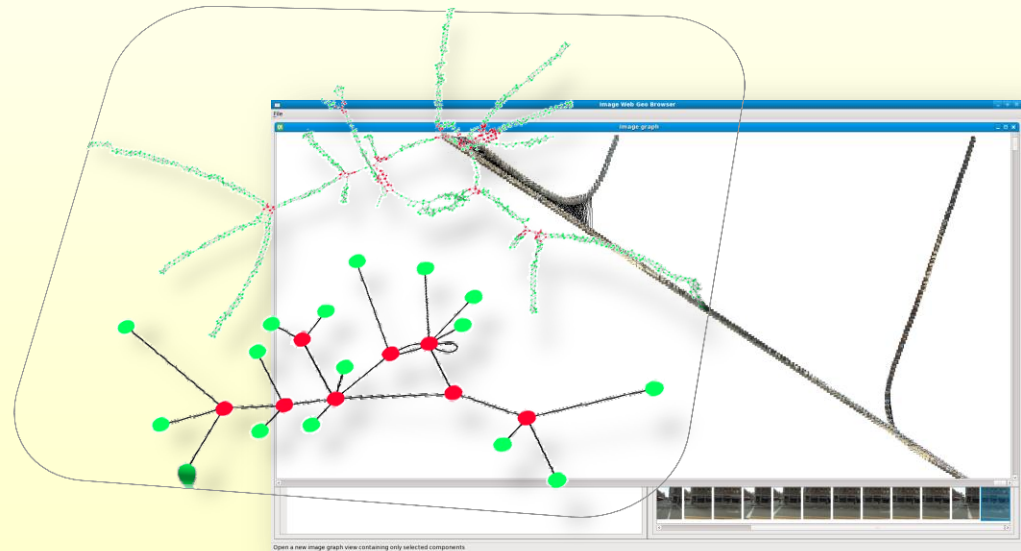 Image Web Geo Browser
File
Image graph
Open a new image graph view containing only selected components